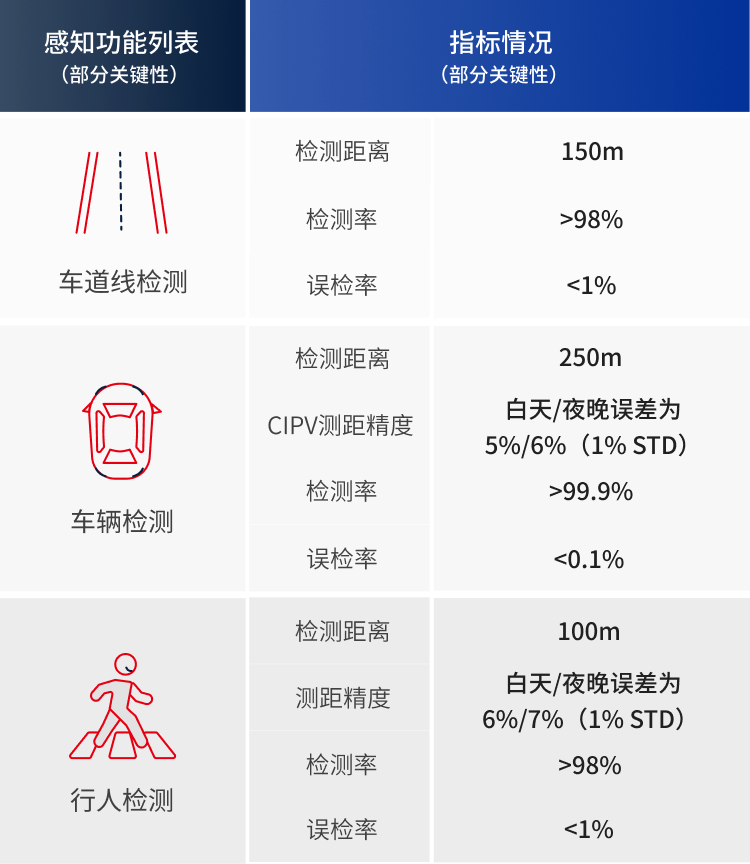 感知功能列表
（部分关键性）
指标情况
（部分关键性）
车道线检测
检测距离
150m
检测率
>98%
误检率
<1%
车辆检测
检测距离
250m
CIPV测距精度
白天/夜晚误差为
5%/6%（1% STD）
检测率
>99.9%
误检率
<0.1%
行人检测
检测距离
100m
测距精度
白天/夜晚误差为
6%/7%（1% STD）
检测率
>98%
误检率
<1%